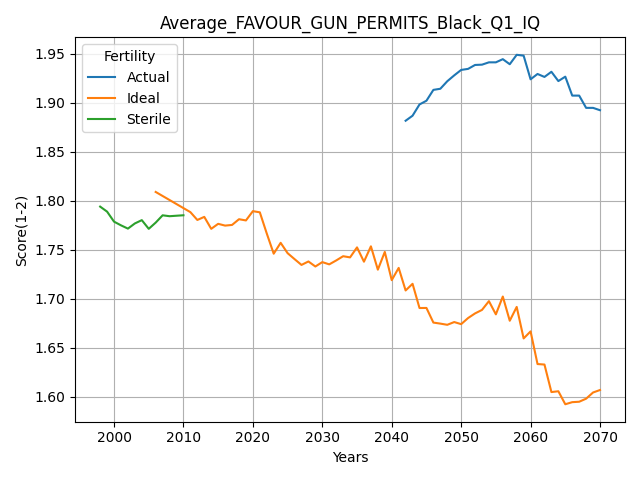 Average_FAVOUR_GUN_PERMITS_Black_Q1_IQ
Fertility
Actual
Ideal
Sterile
Score(1-2)
1.95
1.90
1.85
1.80
1.75
1.70
1.65
1.60
2000 2010 2020 2030 2040 2050 2060 2070
Years